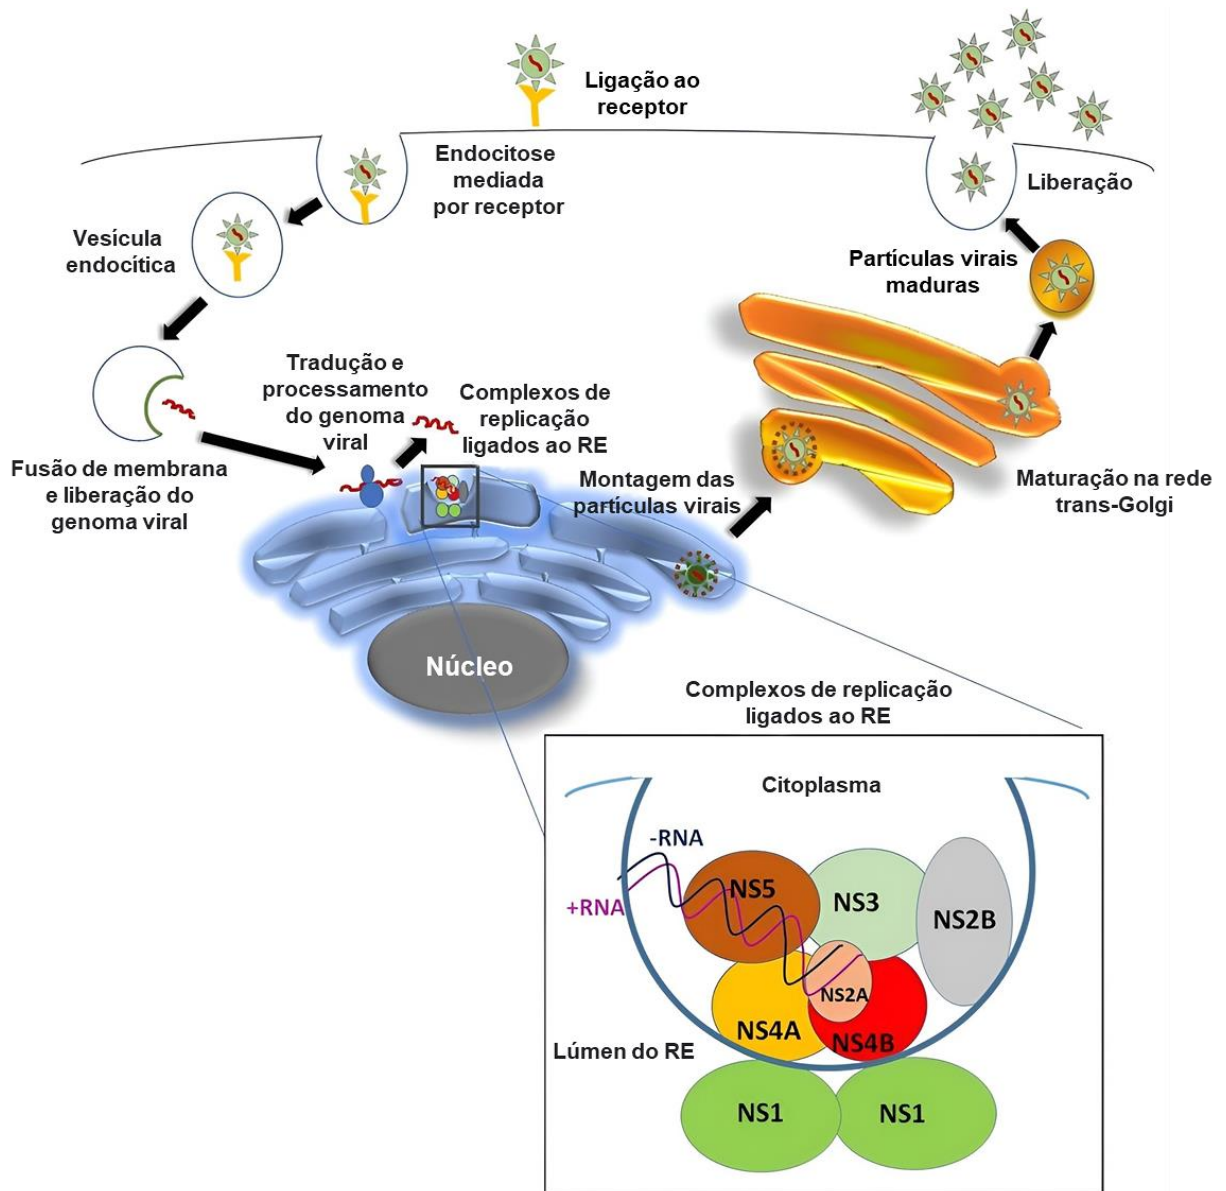 Ligação ao
receptor
Endocitose
mediada
por receptor
Vesícula
endocítica
Fusão de membrana
e liberação do
genoma viral
Tradução e
processamento
do genoma
viral
Complexos de
replicação
ligados ao RE
Montagem das
partículas virais
Maturação na rede
trans-Golgi
Partículas virais
maduras
Liberação
Núcleo
Complexos de replicação
ligados ao RE
Citoplasma
-RNA
+RNA
NS5
NS3
NS2B
NS2A
NS4A
NS4B
Lúmen do RE
NS1
NS1